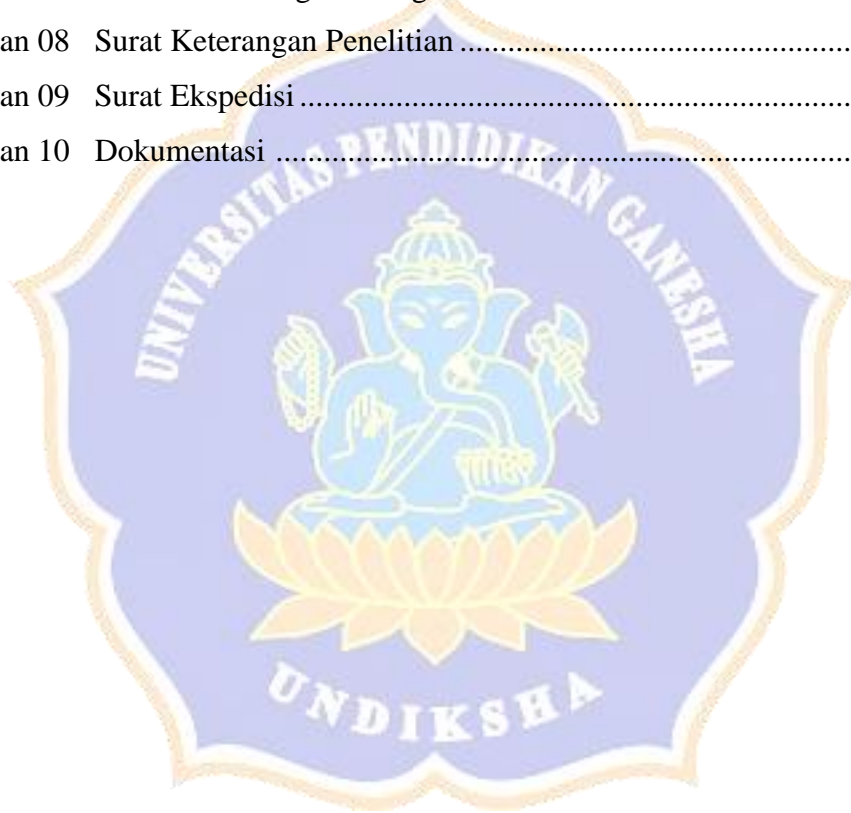 an 08 Surat Keterangan Penelitian ................................................
an 09 Surat Ekspedisi ......................................................................
an 10 Dokumentasi .........................................................................
UNIVERSITAS PENDIDIKAN GANESHA
UNDIKSHA